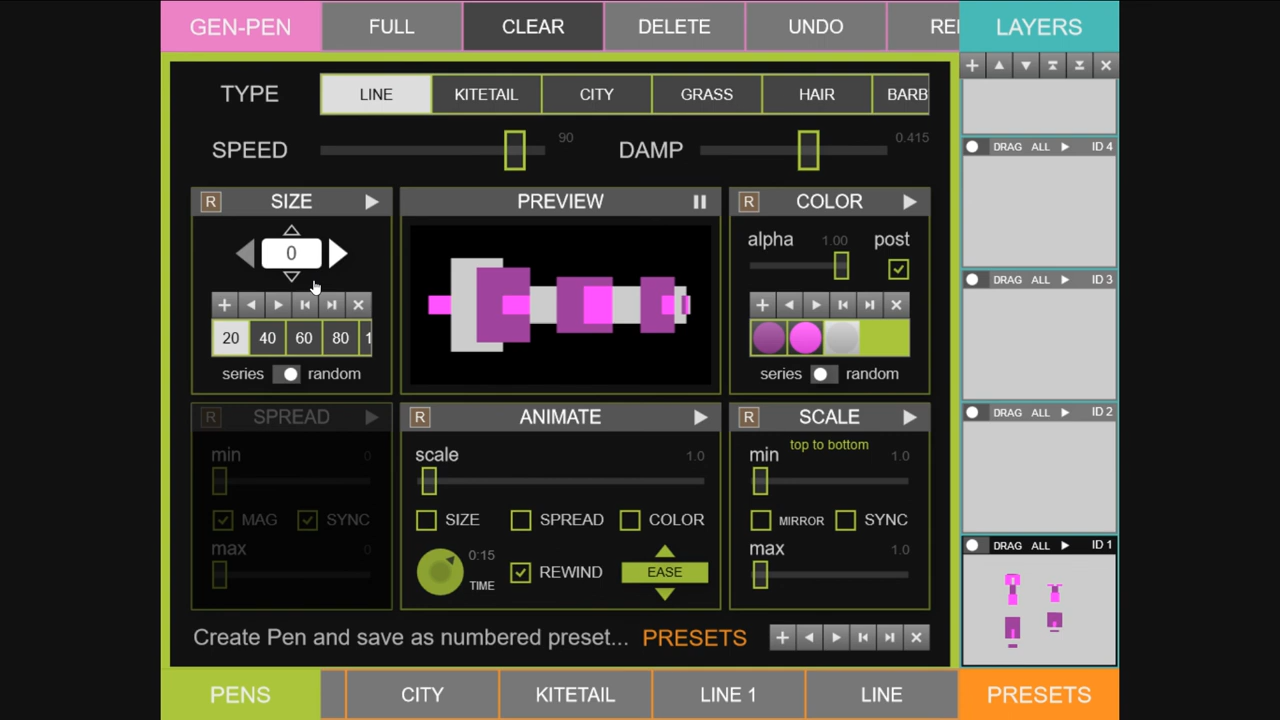 GEN-PEN FULL CLEAR DELETE UNDO RE LAYERS
TYPE LINE KITETAIL CITY GRASS HAIR BARB
SPEED 90 DAMP 0.415
DRAG ALL ID 4
R SIZE PREVIEW R COLOR
alpha 1.00 post
0
DRAG ALL ID 3
20 40 60 80 1
series random series random
DRAG ALL ID 2
R SPREAD R ANIMATE R SCALE
top to bottom
min 0 scale 1.0 min 1.0
MAG SYNC SIZE SPREAD COLOR MIRROR SYNC
DRAG ALL ID 1
max 0 0:15 TIME REWIND EASE max 1.0
Create Pen and save as numbered preset... PRESETS
PENS CITY KITETAIL LINE 1 LINE PRESETS